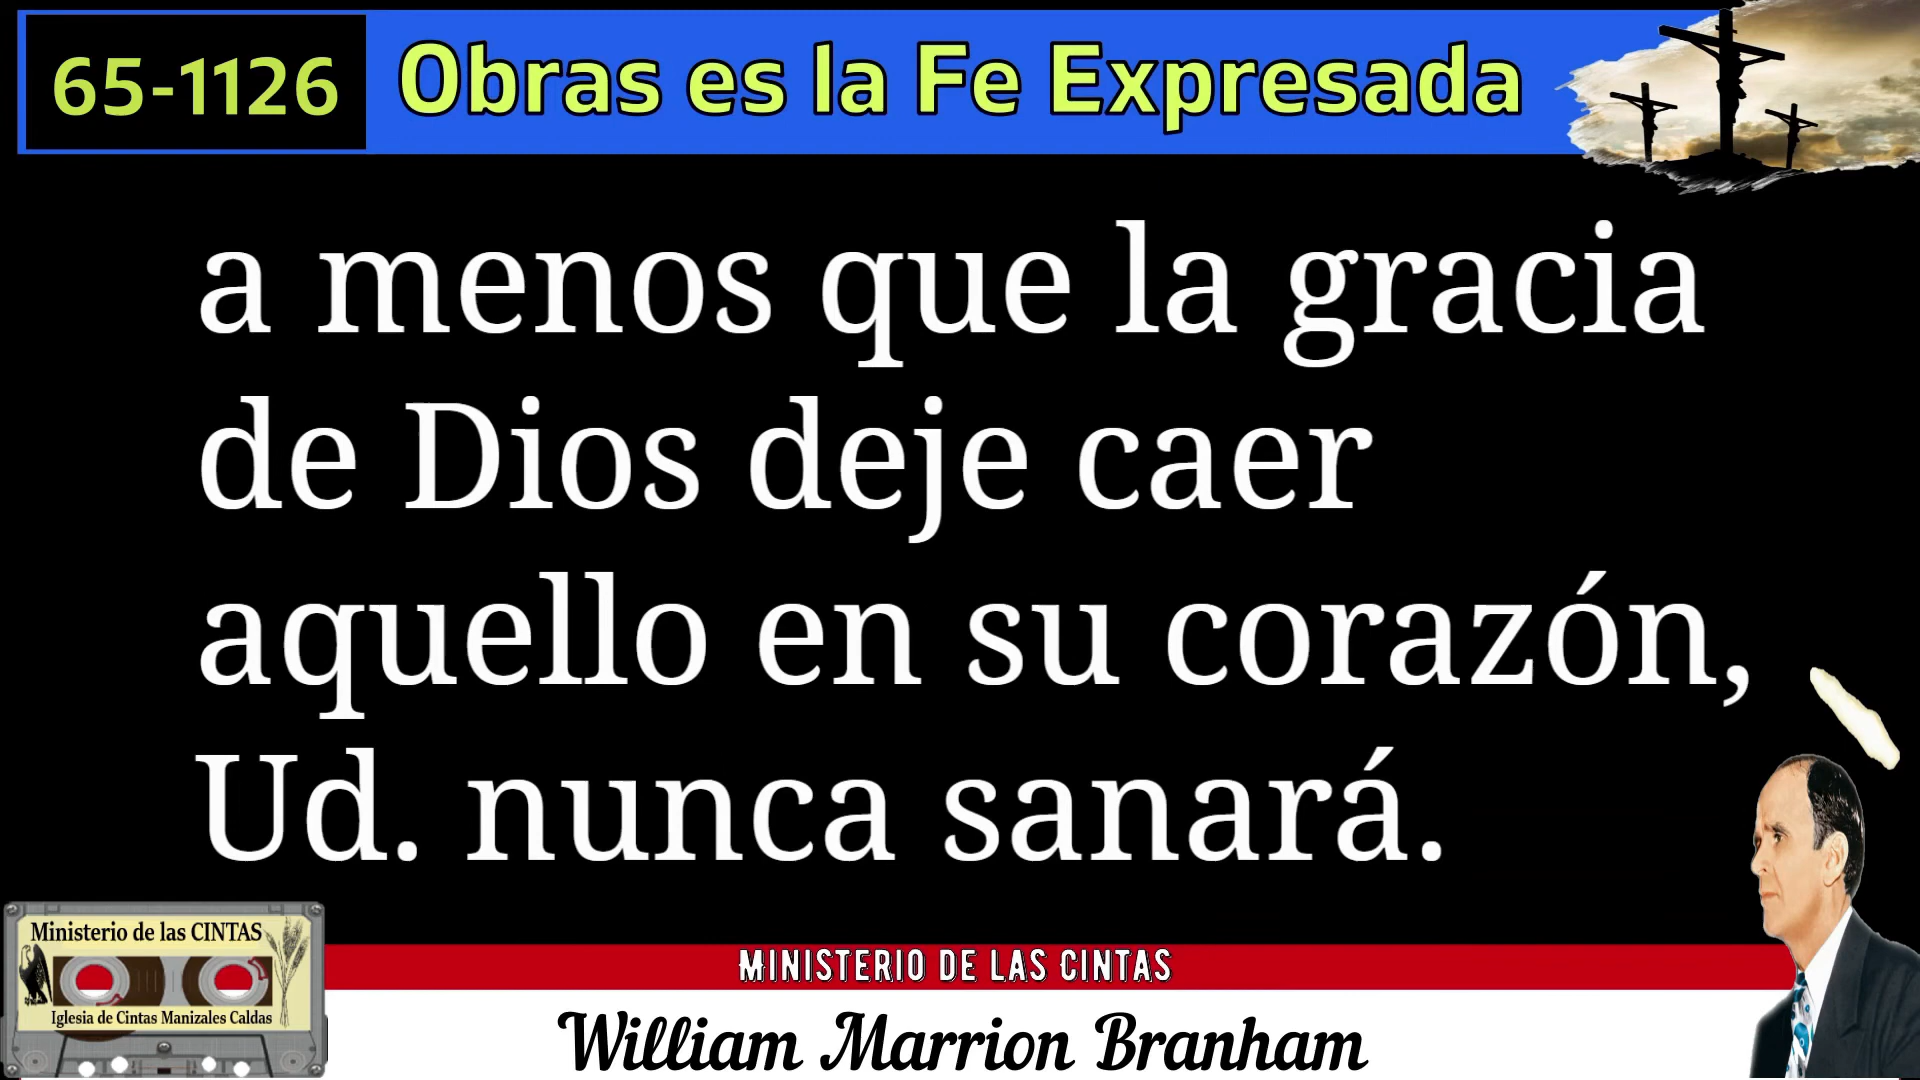 65-1126
Obras es la Fe Expresada
a menos que la gracia
de Dios deje caer
aquello en su corazón,
Ud. nunca sanará.
Ministerio de las CINTAS
Iglesia de Cintas Manizales Caldas
MINISTERIO DE LAS CINTAS
William Marrion Branham